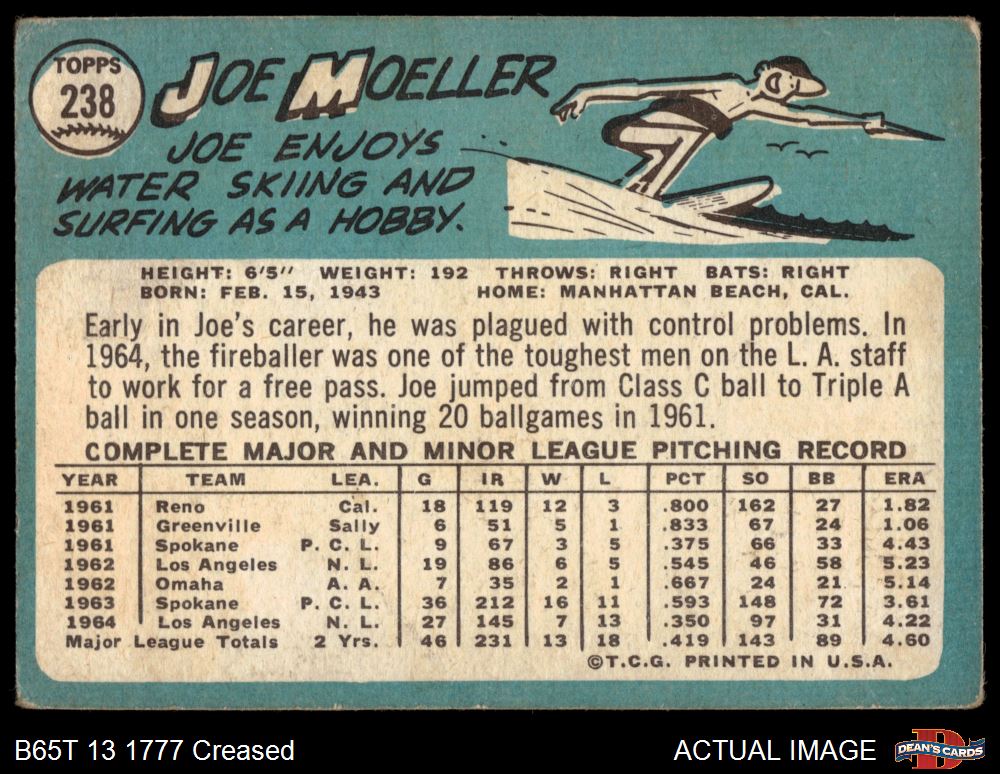 TOPPS
238
JOE MOELLER
JOE ENJOYS
WATER SKIING AND
SURFING AS A HOBBY.
HEIGHT: 6'5" WEIGHT: 192 THROWS: RIGHT BATS: RIGHT
BORN: FEB. 15, 1943 HOME: MANHATTAN BEACH, CAL.
Early in Joe's career, he was plagued with control problems. In
1964, the fireballer was one of the toughest men on the L. A. staff
to work for a free pass. Joe jumped from Class C ball to Triple A
ball in one season, winning 20 ballgames in 1961.
COMPLETE MAJOR AND MINOR LEAGUE PITCHING RECORD
YEAR TEAM LEA. G IR W L PCT SO BB ERA
1961 Reno Cal. 18 119 12 3 .800 162 27 1.82
1961 Greenville Sally 6 51 5 1 .833 67 24 1.06
1961 Spokane P. C. L. 9 67 3 5 .375 66 33 4.43
1962 Los Angeles N. L. 19 86 6 5 .545 46 58 5.23
1962 Omaha A. A. 7 35 2 1 .667 24 21 5.14
1963 Spokane P. C. L. 36 212 16 11 .593 148 72 3.61
1964 Los Angeles N. L. 27 145 7 13 .350 97 31 4.22
Major League Totals 2 Yrs. 46 231 13 18 .419 143 89 4.60
©T.C.G. PRINTED IN U.S.A.
B65T 13 1777 Creased
ACTUAL IMAGE
D
DEAN'S CARDS